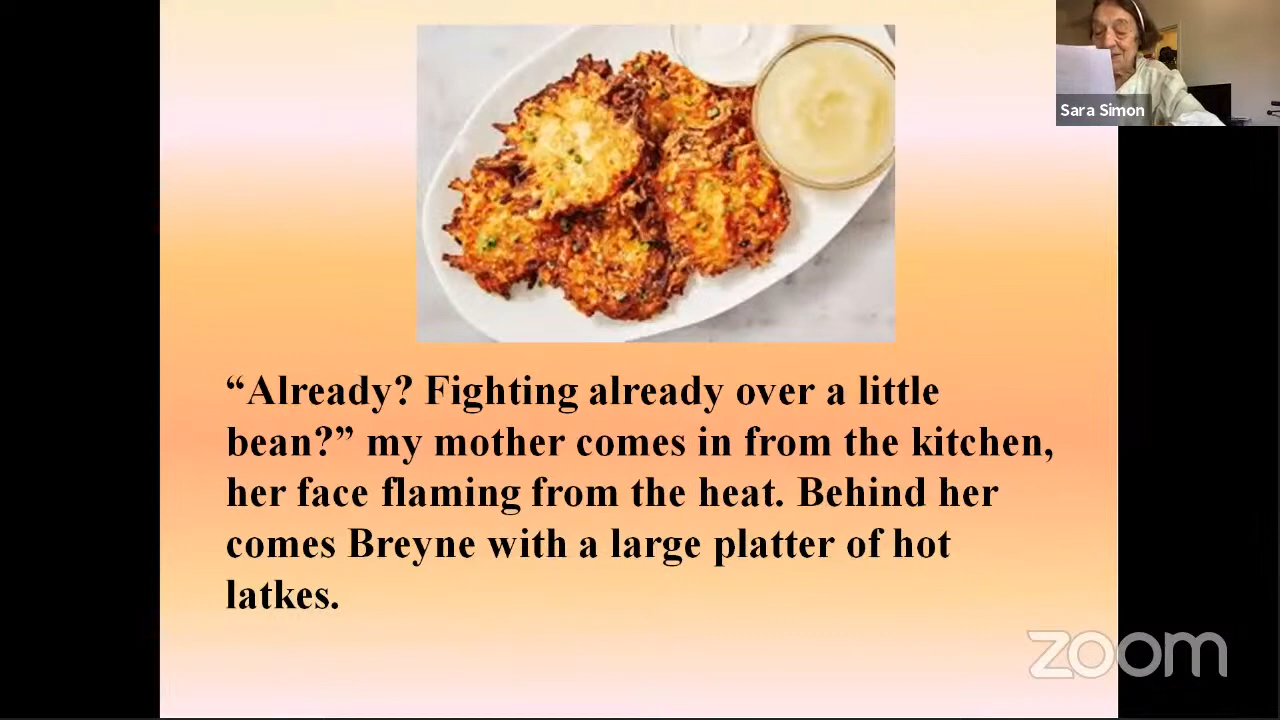 Sara Simon
“Already? Fighting already over a little
bean?” my mother comes in from the kitchen,
her face flaming from the heat. Behind her
comes Breyne with a large platter of hot
latkes.
zoom